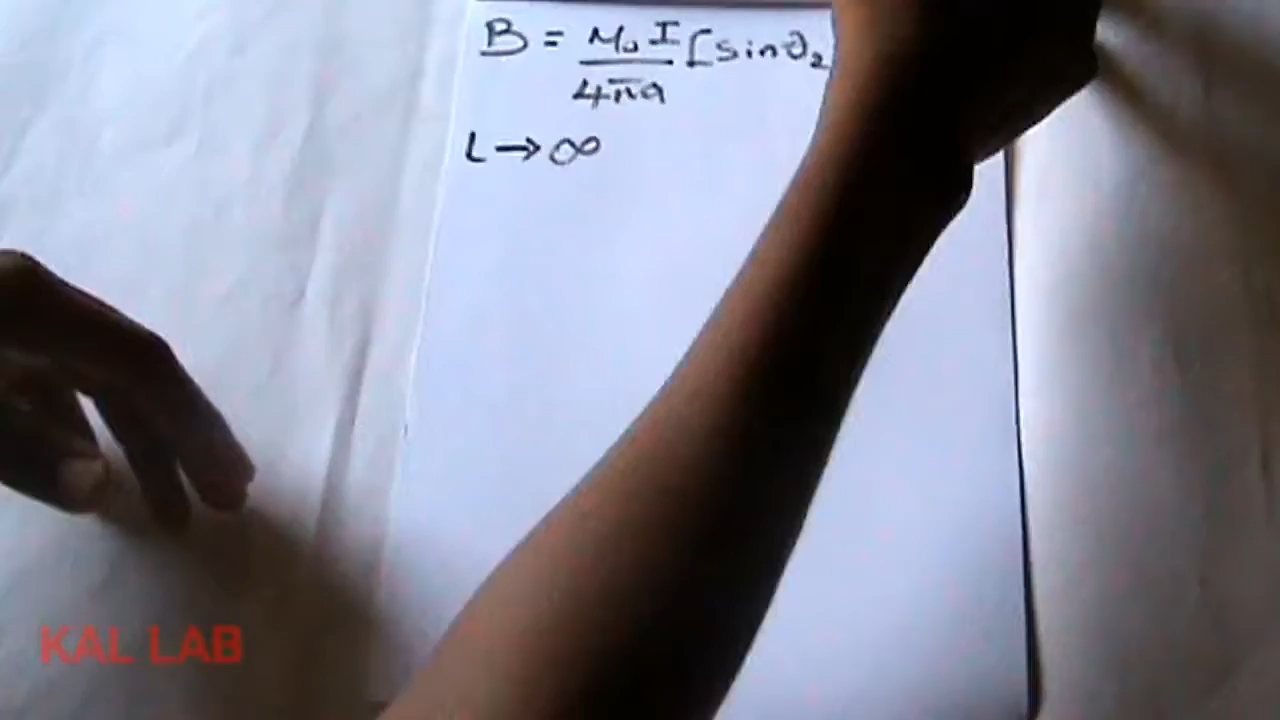 B = μ₀I/4πa [sinθ₂
L → ∞
KAL LAB